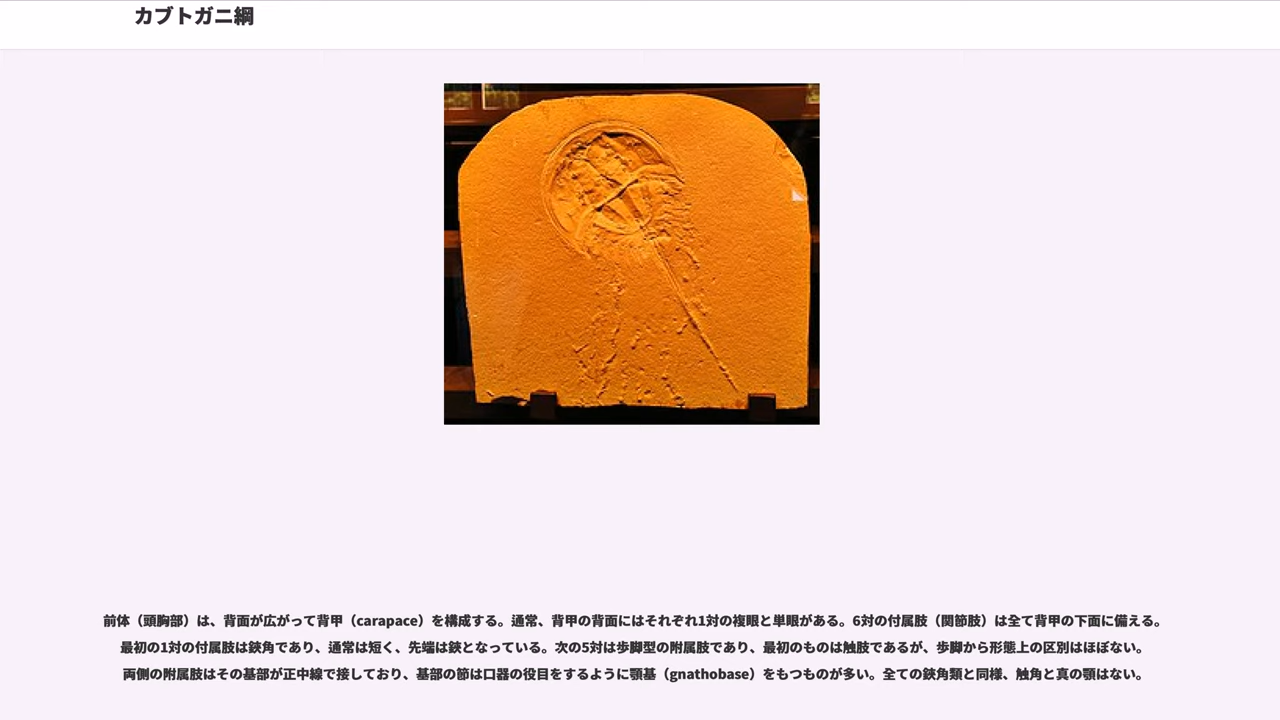 カブトガニ綱
前体（頭胸部）は、背面が広がって背甲（carapace）を構成する。通常、背甲の背面にはそれぞれ1対の複眼と単眼がある。6対の付属肢（関節肢）は全て背甲の下面に備える。
最初の1対の付属肢は鋏角であり、通常は短く、先端は鋏となっている。次の5対は歩脚型の附属肢であり、最初のものは触肢であるが、歩脚から形態上の区別はほぼない。
両側の附属肢はその基部が正中線で接しており、基部の節は口器の役目をするように顎基（gnathobase）をもつものが多い。全ての鋏角類と同様、触角と真の顎はない。